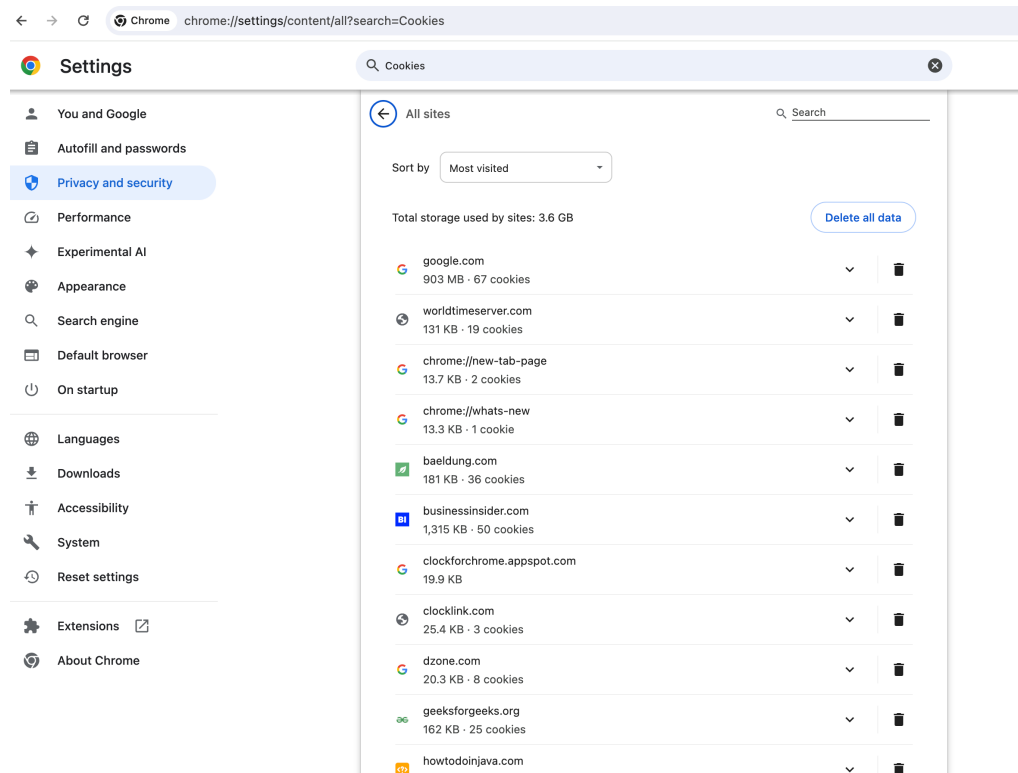 Chrome
chrome://settings/content/all?search=Cookies
Settings
Cookies
You and Google
Autofill and passwords
Privacy and security
Performance
Experimental AI
Appearance
Search engine
Default browser
On startup
Languages
Downloads
Accessibility
System
Reset settings
Extensions
About Chrome
All sites
Search
Sort by
Most visited
Total storage used by sites: 3.6 GB
Delete all data
google.com
903 MB · 67 cookies
worldtimeserver.com
131 KB · 19 cookies
chrome://new-tab-page
13.7 KB · 2 cookies
chrome://whats-new
13.3 KB · 1 cookie
baeldung.com
181 KB · 36 cookies
BI
businessinsider.com
1,315 KB · 50 cookies
clockforchrome.appspot.com
19.9 KB
clocklink.com
25.4 KB · 3 cookies
dzone.com
20.3 KB · 8 cookies
geeksforgeeks.org
162 KB · 25 cookies
howtodoinjava.com